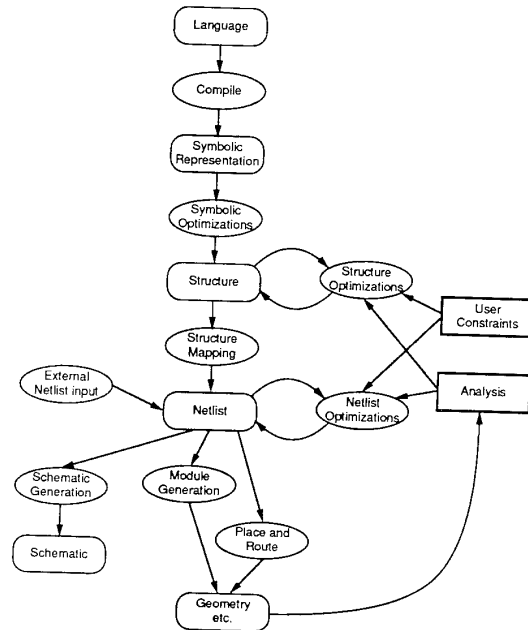 Language
Compile
Symbolic
Representation
Symbolic
Optimizations
Structure
Structure
Optimizations
User
Constraints
Structure
Mapping
External
Netlist input
Netlist
Netlist
Optimizations
Analysis
Schematic
Generation
Module
Generation
Place and
Route
Schematic
Geometry
etc.